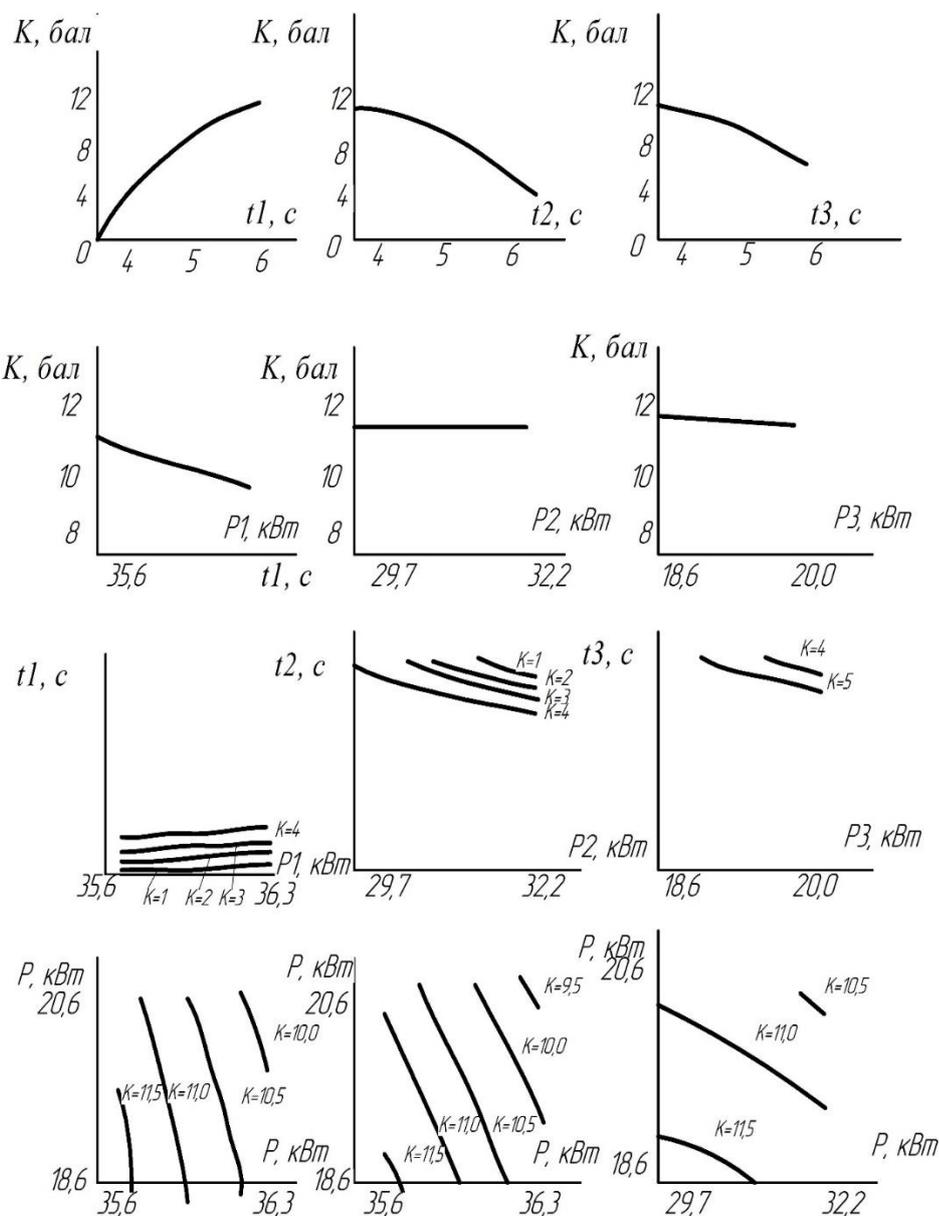 K, бал
K, бал
K, бал
12
8
4
0
t1, с
4
5
6
12
8
4
0
t2, с
4
5
6
12
8
4
0
t3, с
4
5
6
K, бал
K, бал
K, бал
12
10
8
P1, кВт
35,6
t1, с
12
10
8
P2, кВт
29,7
32,2
12
10
8
P3, кВт
18,6
20,0
t1, с
K=4
P1, кВт
35,6
K=1
K=2
K=3
36,3
t2, с
K=1
K=2
K=3
K=4
P2, кВт
29,7
32,2
t3, с
K=4
K=5
P3, кВт
18,6
20,0
P, кВт
20,6
K=10,0
K=11,5
K=11,0
K=10,5
P, кВт
18,6
35,6
36,3
P, кВт
20,6
K=9,5
K=10,0
K=11,0
K=10,5
K=11,5
P, кВт
18,6
35,6
36,3
P, кВт
20,6
K=10,5
K=11,0
K=11,5
P, кВт
18,6
29,7
32,2